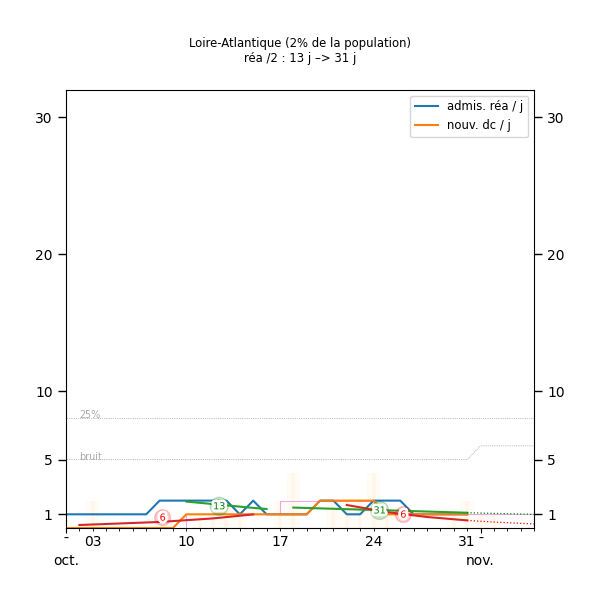 Loire-Atlantique (2% de la population)
réa /2 : 13 j –> 31 j
admis. réa / j
nouv. dc / j
30 30
20 20
10 10
25%
5 5
bruit
13 31
6 6
1 1
- 03 10 17 24 31 -
oct. nov.